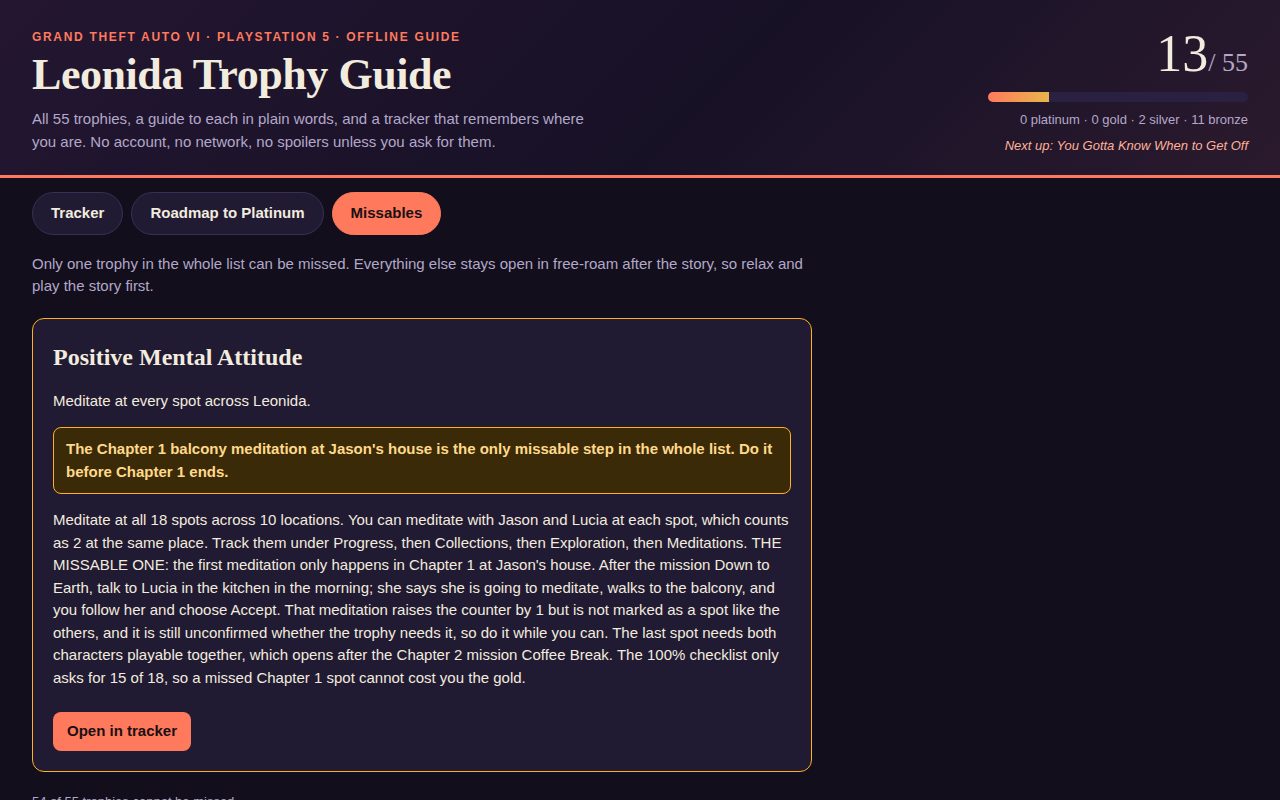 GRAND THEFT AUTO VI · PLAYSTATION 5 · OFFLINE GUIDE
Leonida Trophy Guide
All 55 trophies, a guide to each in plain words, and a tracker that remembers where
you are. No account, no network, no spoilers unless you ask for them.
13 / 55
0 platinum · 0 gold · 2 silver · 11 bronze
Next up: You Gotta Know When to Get Off
Tracker
Roadmap to Platinum
Missables
Only one trophy in the whole list can be missed. Everything else stays open in free-roam after the story, so relax and
play the story first.
Positive Mental Attitude
Meditate at every spot across Leonida.
The Chapter 1 balcony meditation at Jason's house is the only missable step in the whole list. Do it
before Chapter 1 ends.
Meditate at all 18 spots across 10 locations. You can meditate with Jason and Lucia at each spot, which counts
as 2 at the same place. Track them under Progress, then Collections, then Exploration, then Meditations. THE
MISSABLE ONE: the first meditation only happens in Chapter 1 at Jason's house. After the mission Down to
Earth, talk to Lucia in the kitchen in the morning; she says she is going to meditate, walks to the balcony, and
you follow her and choose Accept. That meditation raises the counter by 1 but is not marked as a spot like the
others, and it is still unconfirmed whether the trophy needs it, so do it while you can. The last spot needs both
characters playable together, which opens after the Chapter 2 mission Coffee Break. The 100% checklist only
asks for 15 of 18, so a missed Chapter 1 spot cannot cost you the gold.
Open in tracker
54 of 55 trophies cannot be missed.